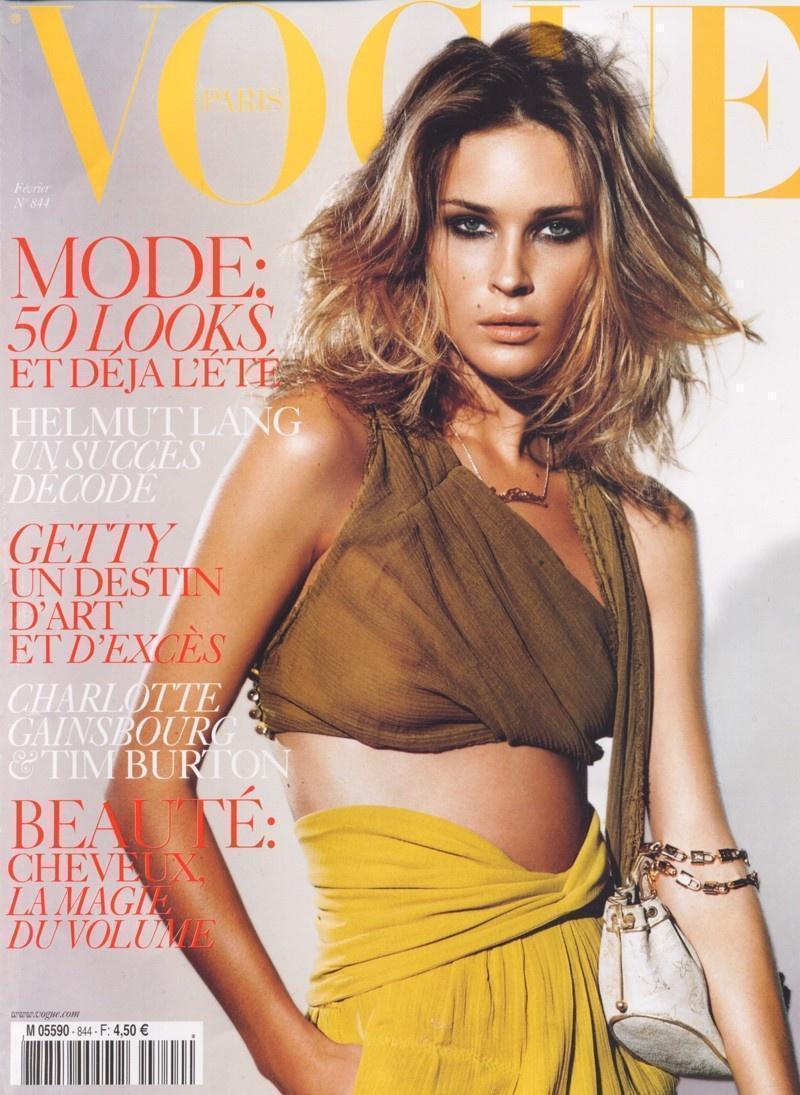 VOGUE
PARIS
Février
N° 844
MODE:
50 LOOKS
ET DÉJA L'ÉTÉ
HELMUT LANG
UN SUCCÈS
DÉCODÉ
GETTY
UN DESTIN
D'ART
ET D'EXCÈS
CHARLOTTE
GAINSBOURG
& TIM BURTON
BEAUTÉ:
CHEVEUX,
LA MAGIE
DU VOLUME
www.vogue.com
M 05590 - 844 - F: 4,50 €